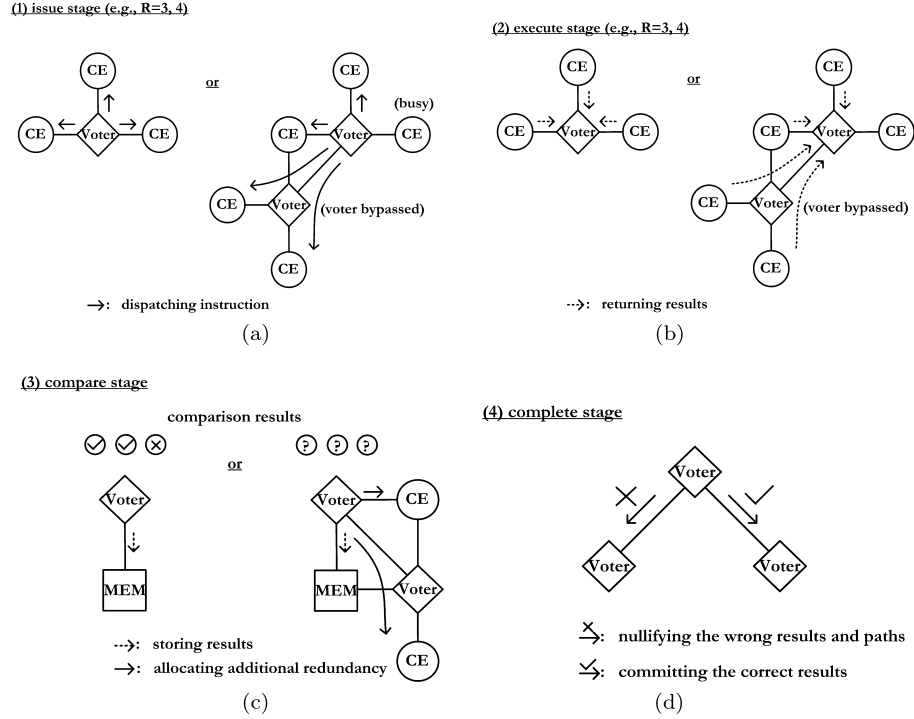 (1) issue stage (e.g., R=3, 4)
CE
CE
Voter
CE
or
CE
(busy)
CE
Voter
CE
CE
Voter
(voter bypassed)
CE
→: dispatching instruction
(a)
(2) execute stage (e.g., R=3, 4)
CE
CE
Voter
CE
or
CE
CE
Voter
CE
CE
Voter
(voter bypassed)
CE
⇢: returning results
(b)
(3) compare stage
comparison results
✓ ✓ ×
or
? ? ?
Voter
MEM
Voter
CE
MEM
Voter
CE
⇢: storing results
→: allocating additional redundancy
(c)
(4) complete stage
Voter
× ✓
Voter
Voter
×→: nullifying the wrong results and paths
✓→: committing the correct results
(d)